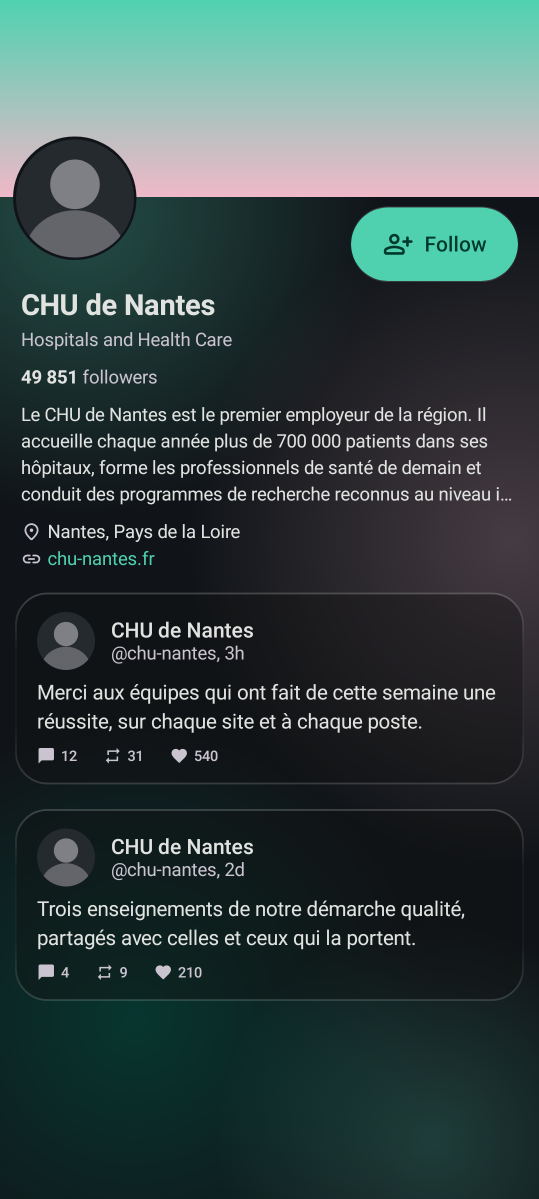 Follow
CHU de Nantes
Hospitals and Health Care
49 851 followers
Le CHU de Nantes est le premier employeur de la région. Il
accueille chaque année plus de 700 000 patients dans ses
hôpitaux, forme les professionnels de santé de demain et
conduit des programmes de recherche reconnus au niveau i…
Nantes, Pays de la Loire
chu-nantes.fr
CHU de Nantes
@chu-nantes, 3h
Merci aux équipes qui ont fait de cette semaine une
réussite, sur chaque site et à chaque poste.
12 31 540
CHU de Nantes
@chu-nantes, 2d
Trois enseignements de notre démarche qualité,
partagés avec celles et ceux qui la portent.
4 9 210